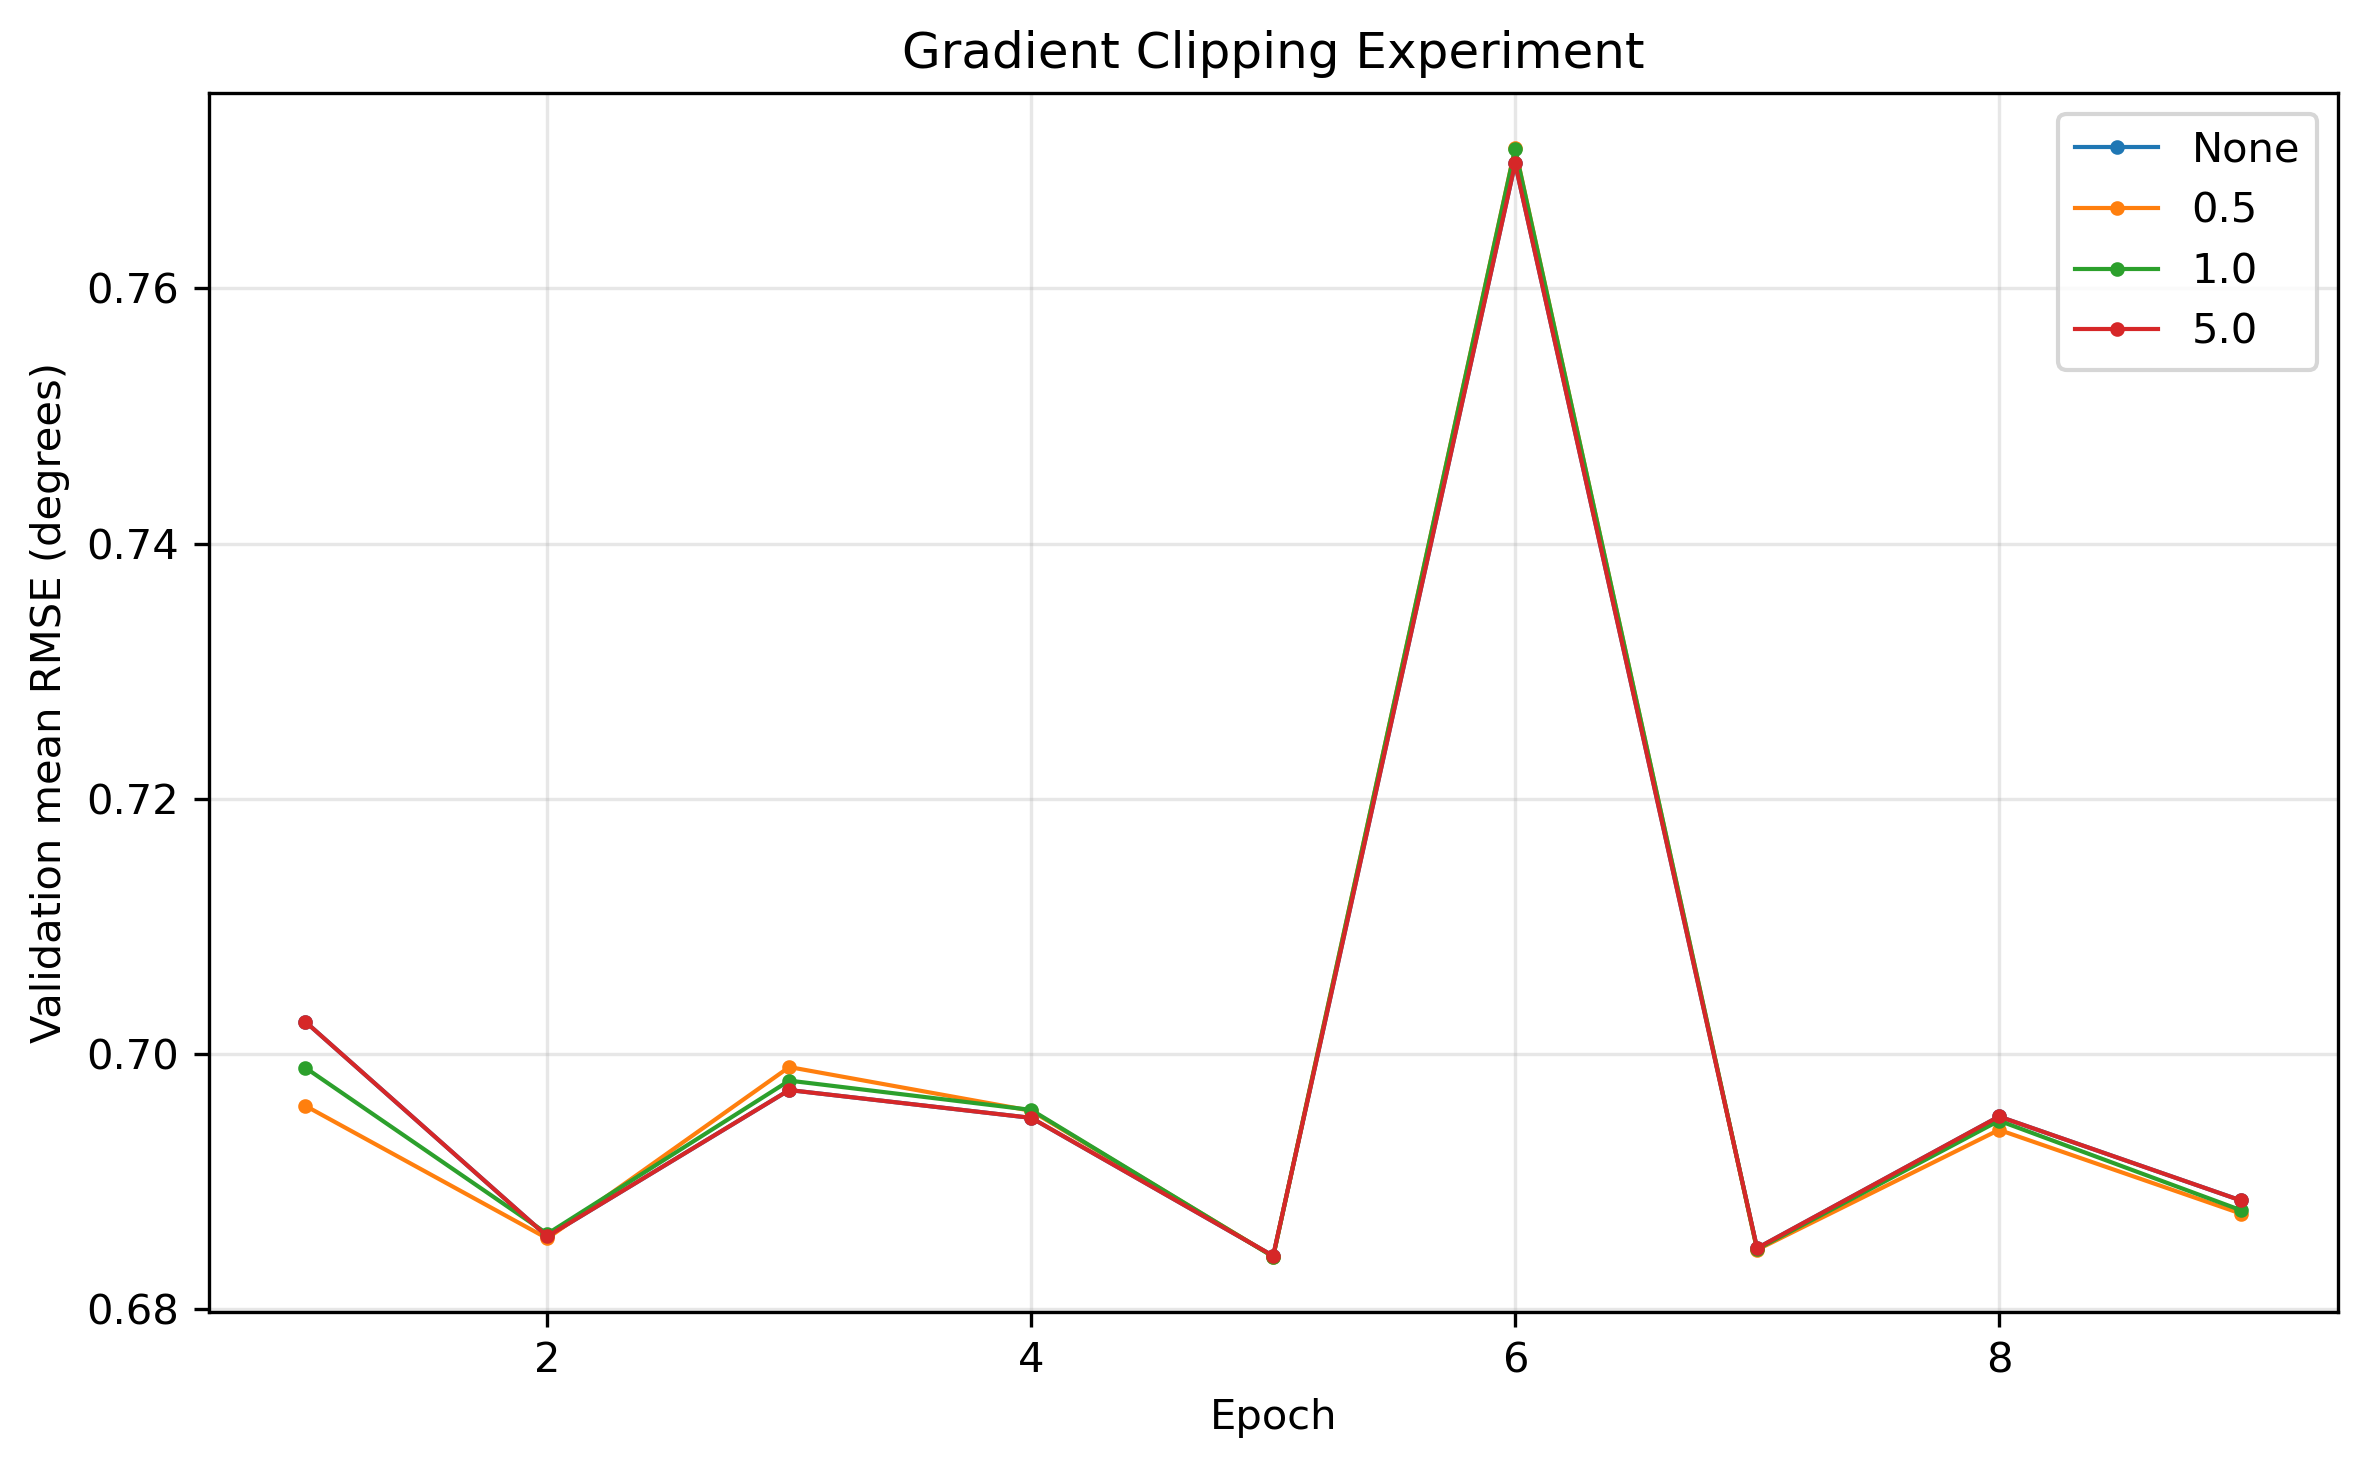 Gradient Clipping Experiment
None
0.5
1.0
5.0
0.76
0.74
0.72
0.70
0.68
Validation mean RMSE (degrees)
2 4 6 8
Epoch